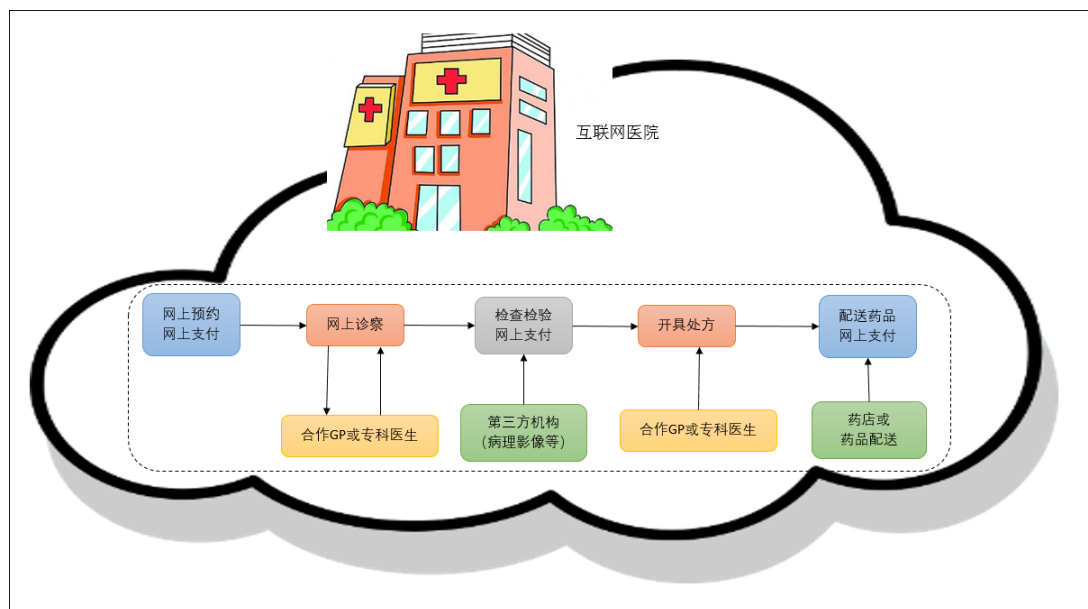 互联网医院
网上预约
网上支付
网上诊察
检查检验
网上支付
开具处方
配送药品
网上支付
合作GP或专科医生
第三方机构
（病理影像等）
合作GP或专科医生
药店或
药品配送